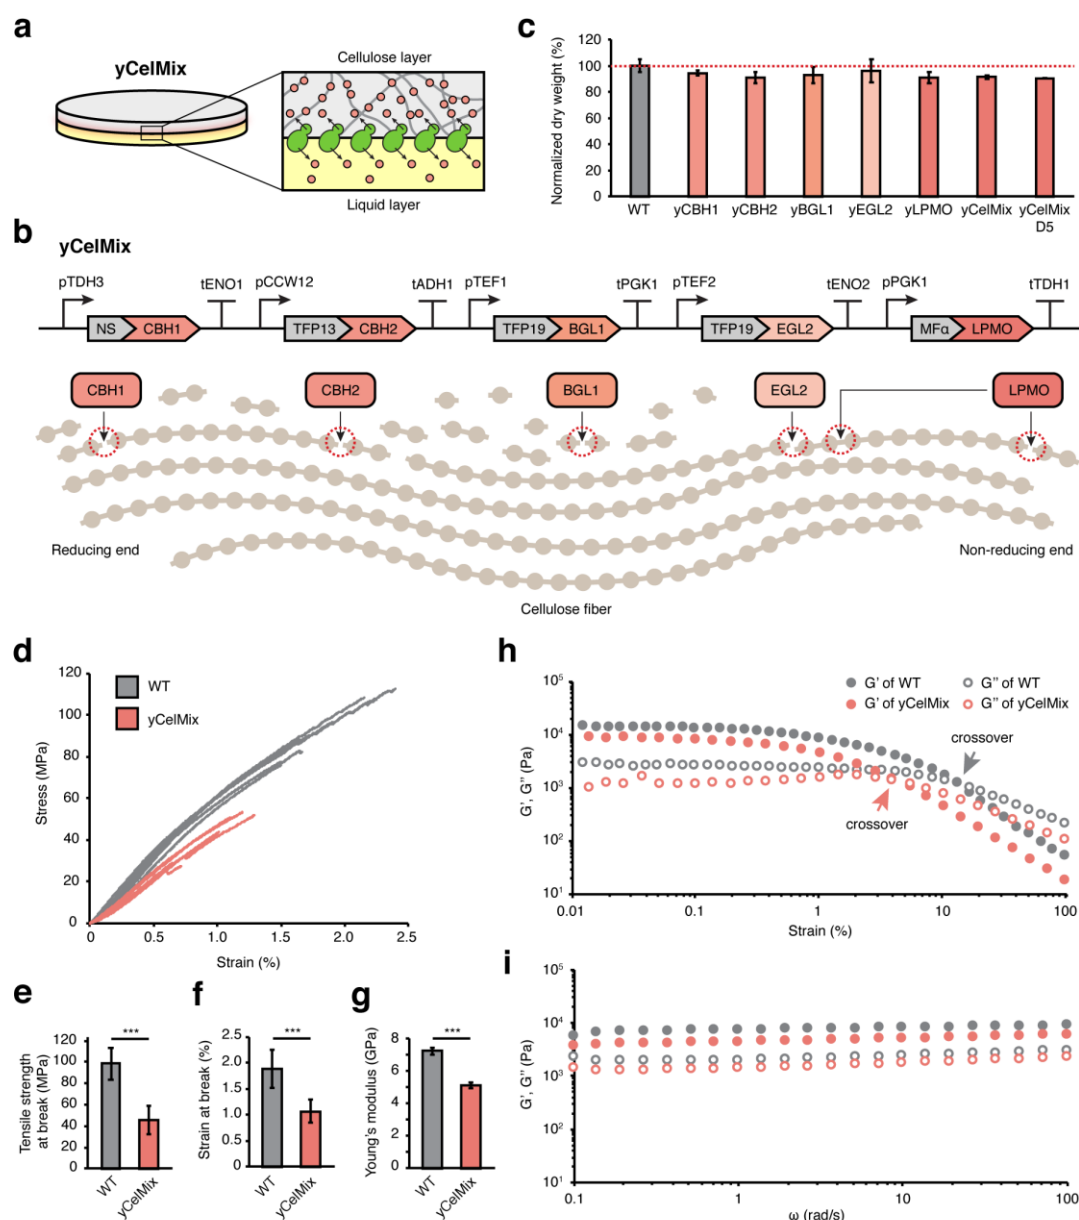 a
yCelMix
Cellulose layer
Liquid layer
c
Normalized dry weight (%)
120
100
80
60
40
20
0
WT
yCBH1
yCBH2
yBGL1
yEGL2
yLPMO
yCelMix
yCelMix
D5
b
yCelMix
pTDH3
tENO1
pCCW12
tADH1
pTEF1
tPGK1
pTEF2
tENO2
pPGK1
tTDH1
NS
CBH1
TFP13
CBH2
TFP19
BGL1
TFP19
EGL2
MFα
LPMO
CBH1
CBH2
BGL1
EGL2
LPMO
Reducing end
Non-reducing end
Cellulose fiber
d
Stress (MPa)
120
100
80
60
40
20
0
WT
yCelMix
0
0.5
1.0
1.5
2.0
2.5
Strain (%)
e
Tensile strength
at break (MPa)
120
100
80
60
40
20
0
***
WT
yCelMix
f
Strain at break (%)
2.5
2.0
1.5
1.0
0.5
0
***
WT
yCelMix
g
Young's modulus (GPa)
8
6
4
2
0
***
WT
yCelMix
h
G', G'' (Pa)
10⁵
10⁴
10³
10²
10¹
G' of WT
G'' of WT
G' of yCelMix
G'' of yCelMix
crossover
crossover
0.01
0.1
1
10
100
Strain (%)
i
G', G'' (Pa)
10⁵
10⁴
10³
10²
10¹
0.1
1
10
100
ω (rad/s)